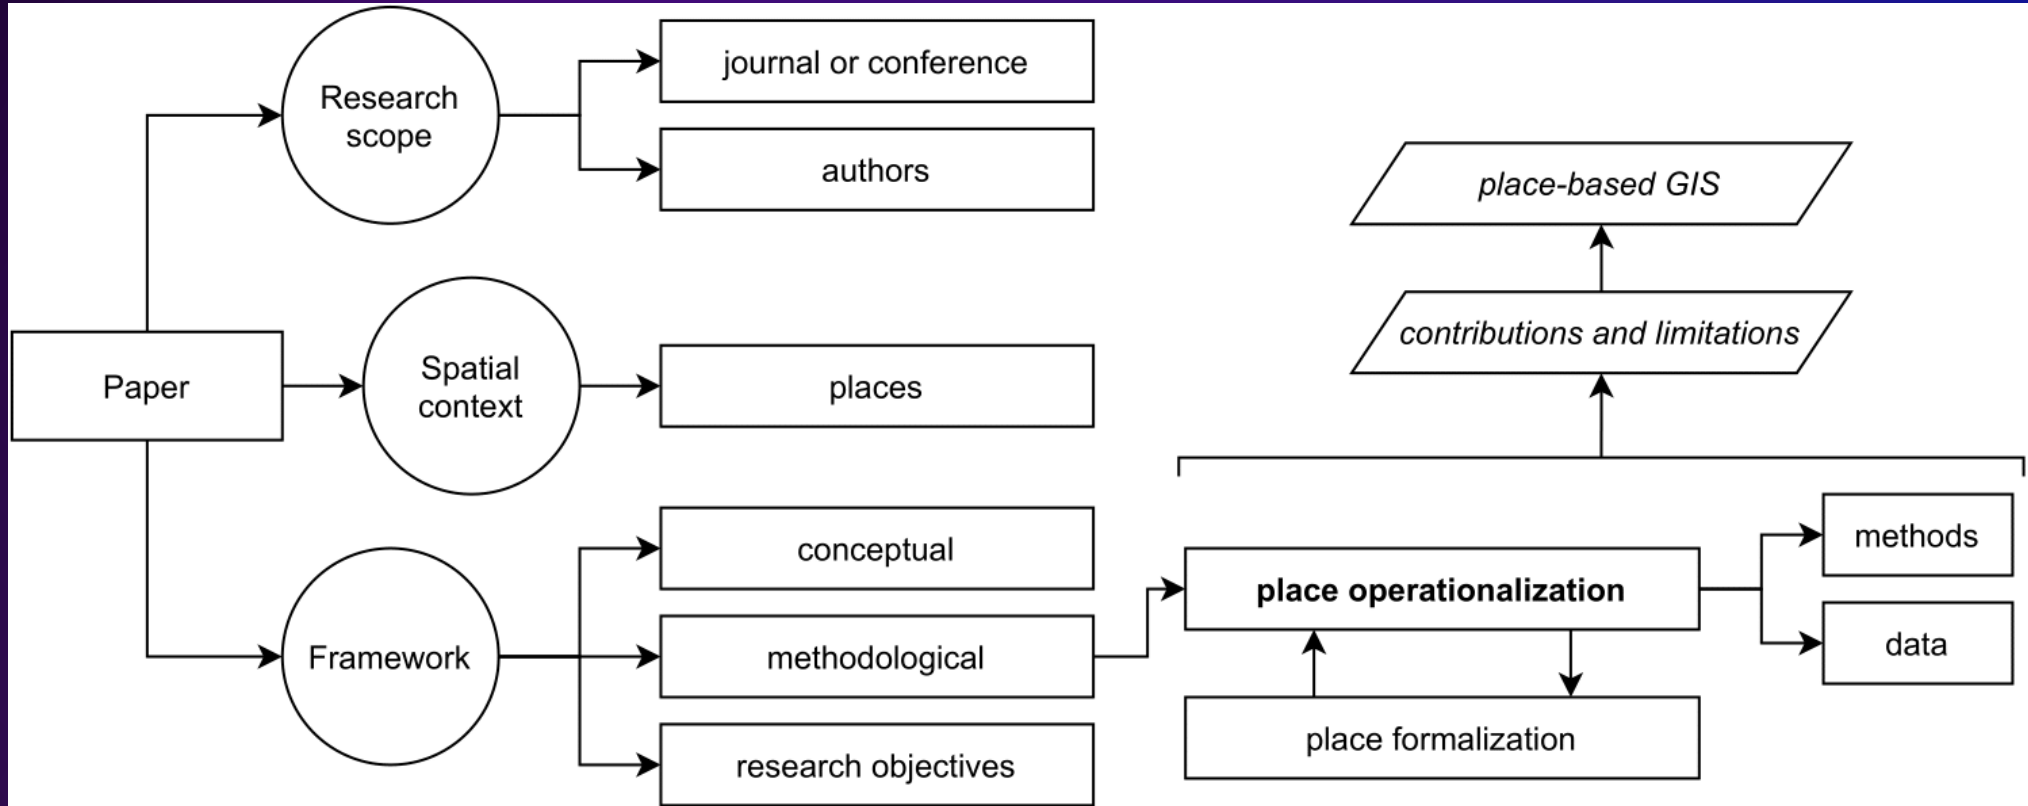 Research
scope
journal or conference
authors
place-based GIS
contributions and limitations
Paper
Spatial
context
places
Framework
conceptual
methodological
research objectives
place operationalization
place formalization
methods
data